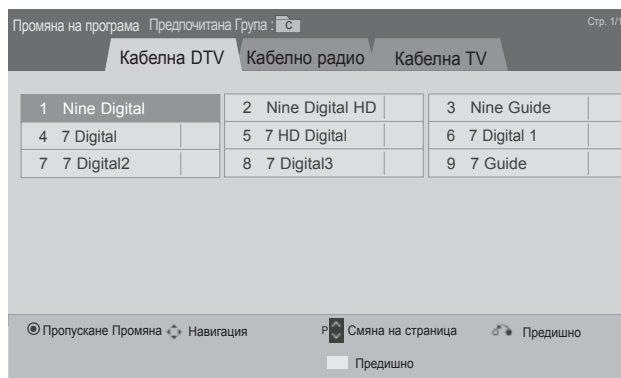 Промяна на програма Предпочитана Група : C Стр. 1/1
Кабелна DTV Кабелно радио Кабелна TV
1 Nine Digital 2 Nine Digital HD 3 Nine Guide
4 7 Digital 5 7 HD Digital 6 7 Digital 1
7 7 Digital2 8 7 Digital3 9 7 Guide
Пропускане Промяна Навигация P Смяна на страница Предишно
Предишно